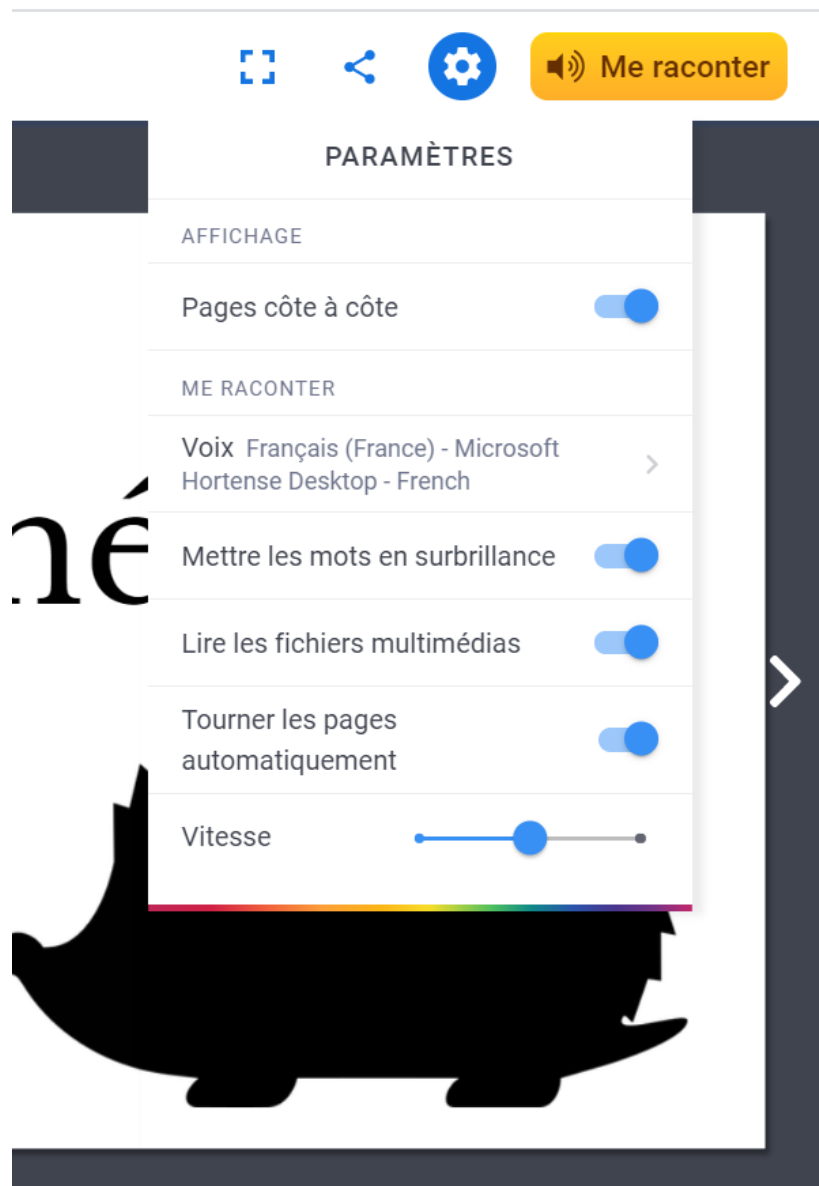 Me raconter
PARAMÈTRES
AFFICHAGE
Pages côte à côte
ME RACONTER
Voix Français (France) - Microsoft
Hortense Desktop - French
né
Mettre les mots en surbrillance
Lire les fichiers multimédias
Tourner les pages
automatiquement
Vitesse